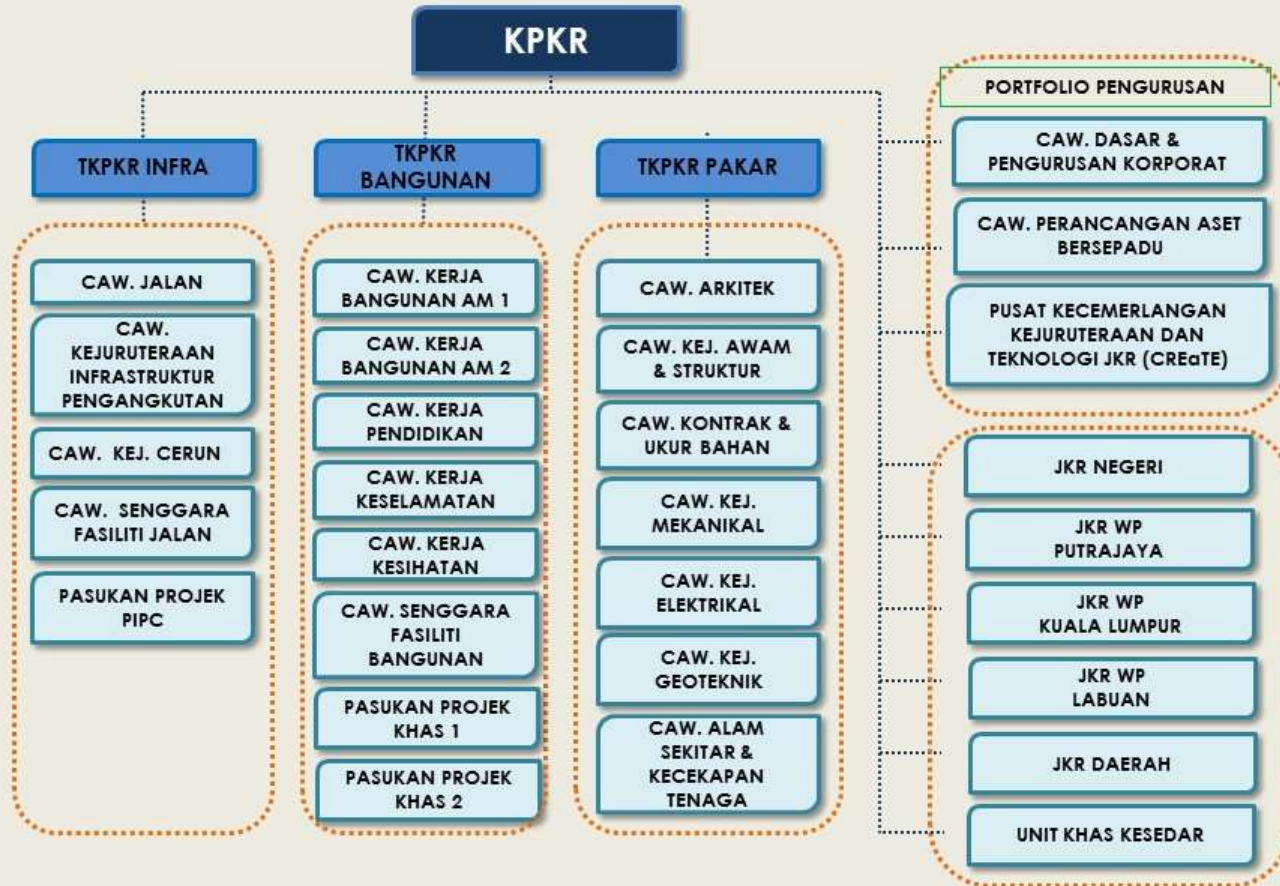 KPKR
TKPKR INFRA
CAW. JALAN
CAW.
KEJURUTERAAN
INFRASTRUKTUR
PENGANGKUTAN
CAW. KEJ. CERUN
CAW. SENGGARA
FASILITI JALAN
PASUKAN PROJEK
PIPC
TKPKR
BANGUNAN
CAW. KERJA
BANGUNAN AM 1
CAW. KERJA
BANGUNAN AM 2
CAW. KERJA
PENDIDIKAN
CAW. KERJA
KESELAMATAN
CAW. KERJA
KESIHATAN
CAW. SENGGARA
FASILITI
BANGUNAN
PASUKAN PROJEK
KHAS 1
PASUKAN PROJEK
KHAS 2
TKPKR PAKAR
CAW. ARKITEK
CAW. KEJ. AWAM
& STRUKTUR
CAW. KONTRAK &
UKUR BAHAN
CAW. KEJ.
MEKANIKAL
CAW. KEJ.
ELEKTRIKAL
CAW. KEJ.
GEOTEKNIK
CAW. ALAM
SEKITAR &
KECEKAPAN
TENAGA
PORTFOLIO PENGURUSAN
CAW. DASAR &
PENGURUSAN KORPORAT
CAW. PERANCANGAN ASET
BERSEPADU
PUSAT KECEMERLANGAN
KEJURUTERAAN DAN
TEKNOLOGI JKR (CREaTE)
JKR NEGERI
JKR WP
PUTRAJAYA
JKR WP
KUALA LUMPUR
JKR WP
LABUAN
JKR DAERAH
UNIT KHAS KESEDAR